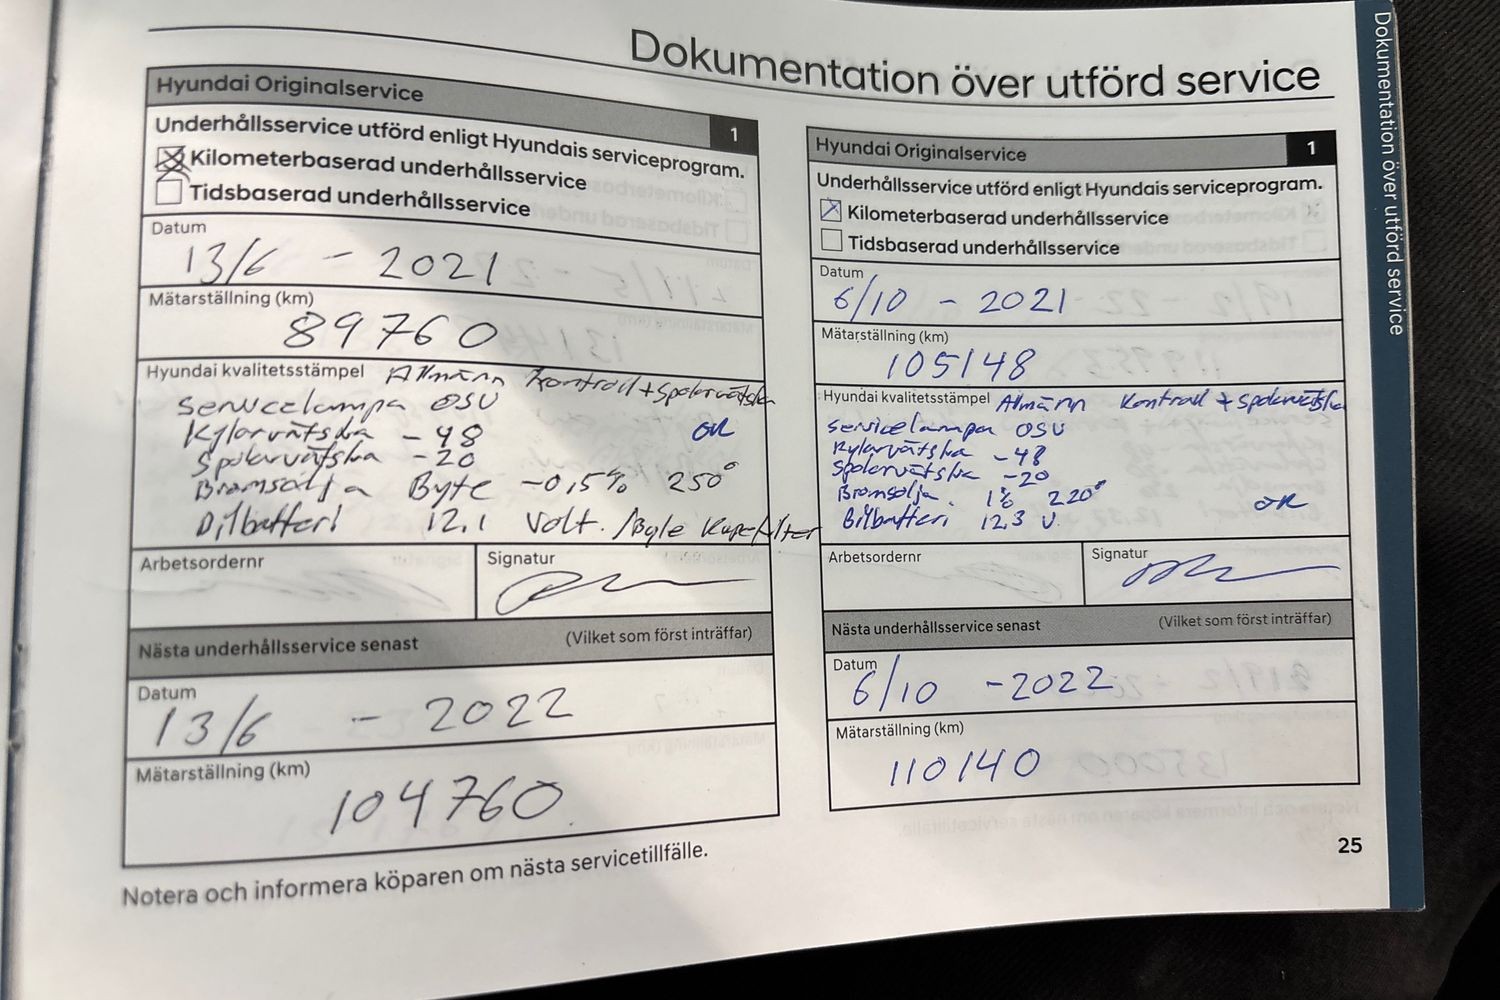 Dokumentation över utförd service
Dokumentation över utförd service
Hyundai Originalservice
1
Underhållsservice utförd enligt Hyundais serviceprogram.
Kilometerbaserad underhållsservice
Tidsbaserad underhållsservice
Datum
13/6 - 2021
Mätarställning (km)
89760
Hyundai kvalitetsstämpel Allmänn Kontroll + Spolarvätska
Servicelampa OSV
Kylarvätska -48 OK
Spolarvätska -20
Bromsolja Byte -0,5% 250°
Bilbatteri 12,1 Volt. /Byte Kupefilter
Arbetsordernr
Signatur
Nästa underhållsservice senast (Vilket som först inträffar)
Datum
13/6 - 2022
Mätarställning (km)
104760
Notera och informera köparen om nästa servicetillfälle.
Hyundai Originalservice
1
Underhållsservice utförd enligt Hyundais serviceprogram.
Kilometerbaserad underhållsservice
Tidsbaserad underhållsservice
Datum
6/10 - 2021
Mätarställning (km)
105148
Hyundai kvalitetsstämpel Allmänn Kontroll + Spolarvätska
Servicelampa OSV
Kylarvätska -48
Spolarvätska -20
Bromsolja 1% 220°
OK
Bilbatteri 12,3 V.
Arbetsordernr
Signatur
Nästa underhållsservice senast (Vilket som först inträffar)
Datum
6/10 - 2022
Mätarställning (km)
110140
25